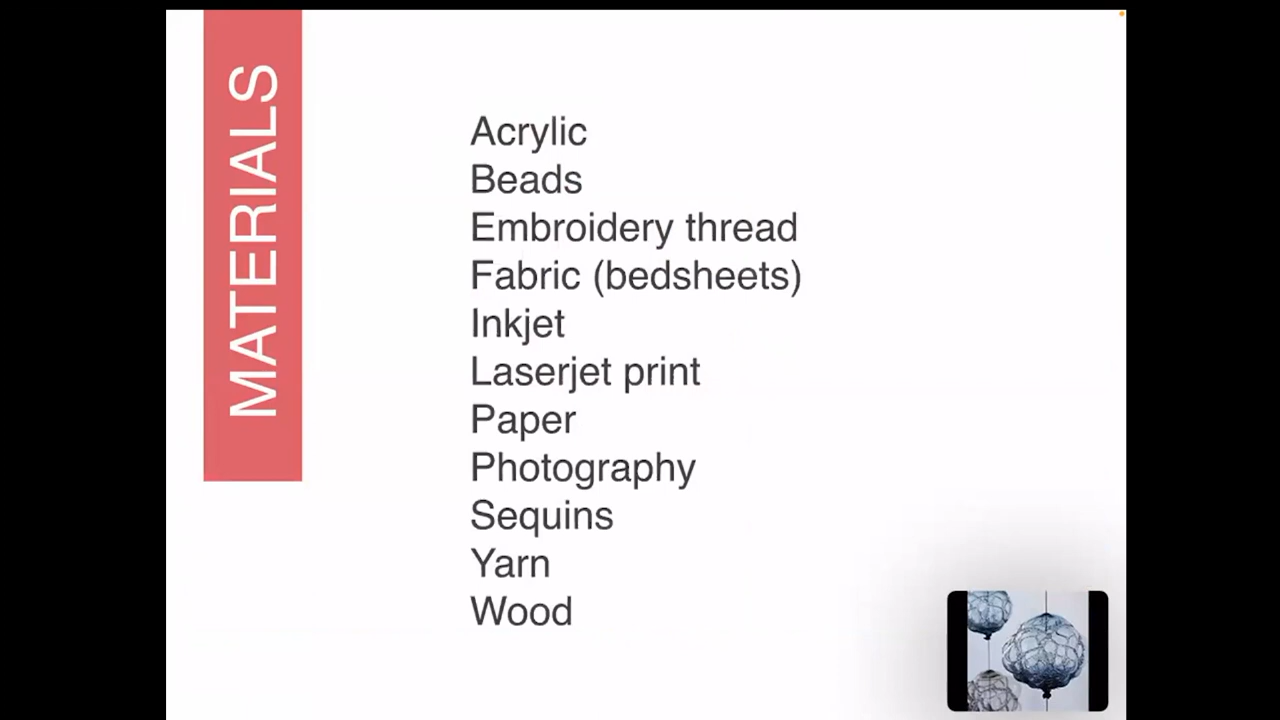 MATERIALS
Acrylic
Beads
Embroidery thread
Fabric (bedsheets)
Inkjet
Laserjet print
Paper
Photography
Sequins
Yarn
Wood